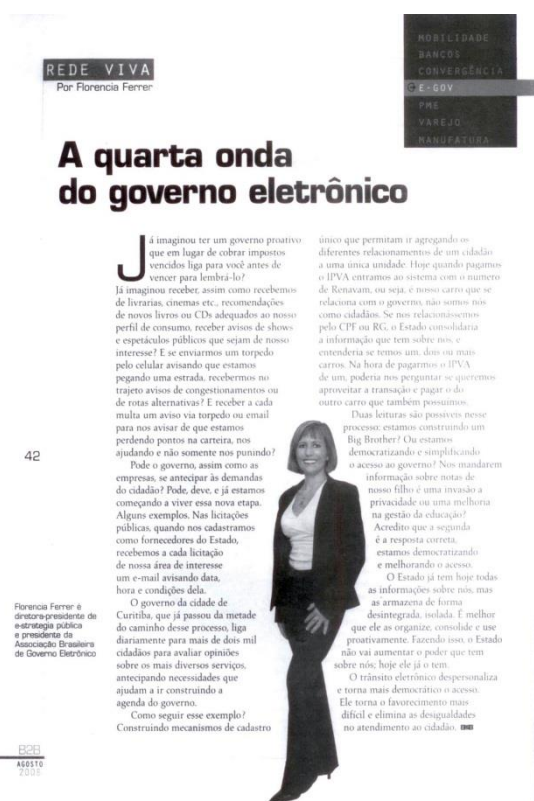 MOBILIDADE
BANCOS
CONVERGÊNCIA
E-GOV
PME
VAREJO
MANUFATURA
REDE VIVA
Por Florencia Ferrer
A quarta onda
do governo eletrônico
Já imaginou ter um governo proativo
que em lugar de cobrar impostos
vencidos liga para você antes de
vencer para lembrá-lo?
Já imaginou receber, assim como recebemos
de livrarias, cinemas etc., recomendações
de novos livros ou CDs adequados ao nosso
perfil de consumo, receber avisos de shows
e espetáculos públicos que sejam de nosso
interesse? E se enviarmos um torpedo
pelo celular avisando que estamos
pegando uma estrada, recebermos no
trajeto avisos de congestionamentos ou
de rotas alternativas? E receber a cada
multa um aviso via torpedo ou email
para nos avisar de que estamos
perdendo pontos na carteira, nos
ajudando e não somente nos punindo?
Pode o governo, assim como as
empresas, se antecipar às demandas
do cidadão? Pode, deve, e já estamos
começando a viver essa nova etapa.
Alguns exemplos. Nas licitações
públicas, quando nos cadastramos
como fornecedores do Estado,
recebemos a cada licitação
de nossa área de interesse
um e-mail avisando data,
hora e condições dela.
O governo da cidade de
Curitiba, que já passou da metade
do caminho desse processo, liga
diariamente para mais de dois mil
cidadãos para avaliar opiniões
sobre os mais diversos serviços,
antecipando necessidades que
ajudam a ir construindo a
agenda do governo.
Como seguir esse exemplo?
Construindo mecanismos de cadastro
único que permitam ir agregando os
diferentes relacionamentos de um cidadão
a uma única unidade. Hoje quando pagamos
o IPVA entramos ao sistema com o numero
de Renavam, ou seja, é nosso carro que se
relaciona com o governo, não somos nós
como cidadãos. Se nos relacionássemos
pelo CPF ou RG, o Estado consolidaria
a informação que tem sobre nós, e
entenderia se temos um, dois ou mais
carros. Na hora de pagarmos o IPVA
de um, poderia nos perguntar se queremos
aproveitar a transação e pagar o do
outro carro que também possuímos.
Duas leituras são possíveis nesse
processo: estamos construindo um
Big Brother? Ou estamos
democratizando e simplificando
o acesso ao governo? Nos mandarem
informação sobre notas de
nosso filho é uma invasão a
privacidade ou uma melhoria
na gestão da educação?
Acredito que a segunda
é a resposta correta,
estamos democratizando
e melhorando o acesso.
O Estado já tem hoje todas
as informações sobre nós, mas
as armazena de forma
desintegrada, isolada. É melhor
que ele as organize, consolide e use
proativamente. Fazendo isso, o Estado
não vai aumentar o poder que tem
sobre nós; hoje ele já o tem.
O trânsito eletrônico despersonaliza
e torna mais democrático o acesso.
Ele torna o favorecimento mais
difícil e elimina as desigualdades
no atendimento ao cidadão. B2B
42
Florencia Ferrer é
diretora-presidente de
e-strategia pública
e presidente da
Associação Brasileira
de Governo Eletrônico
B2B
AGOSTO
2006